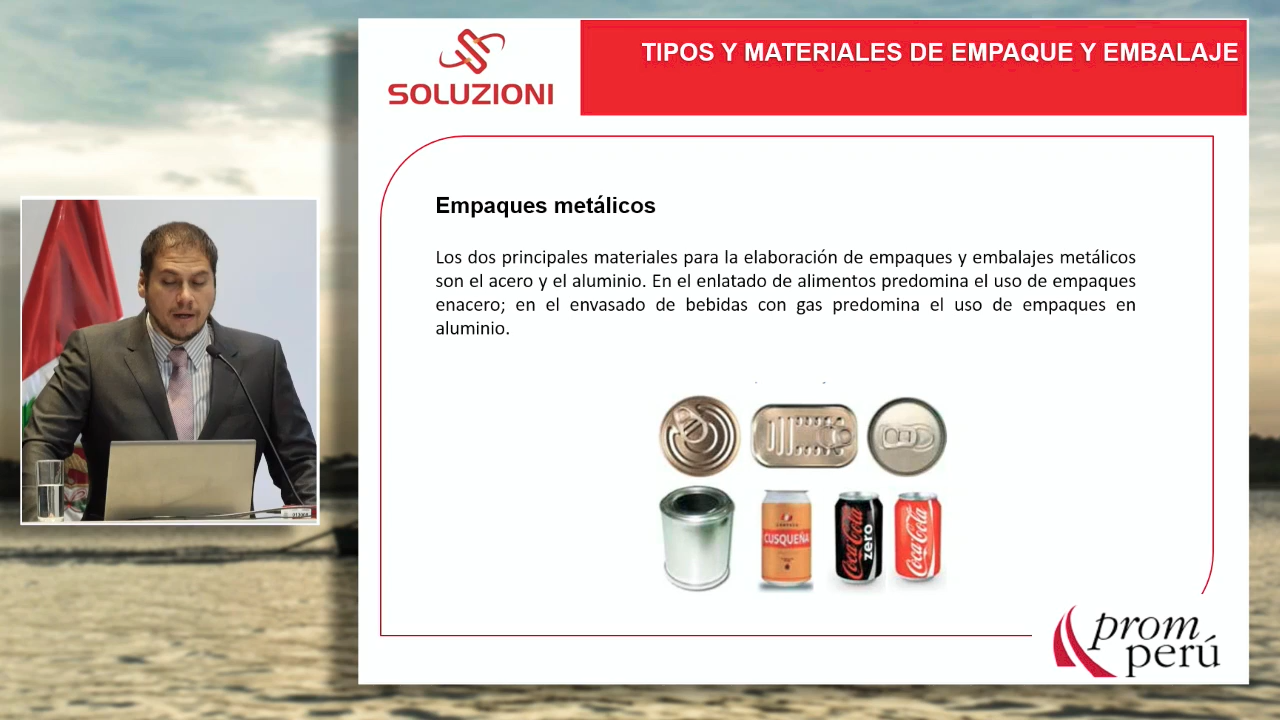 SOLUZIONI
TIPOS Y MATERIALES DE EMPAQUE Y EMBALAJE
Empaques metálicos
Los dos principales materiales para la elaboración de empaques y embalajes metálicos
son el acero y el aluminio. En el enlatado de alimentos predomina el uso de empaques
enacero; en el envasado de bebidas con gas predomina el uso de empaques en
aluminio.
CUSQUEÑA
Coca-Cola
zero
Coca-Cola
prom
perú